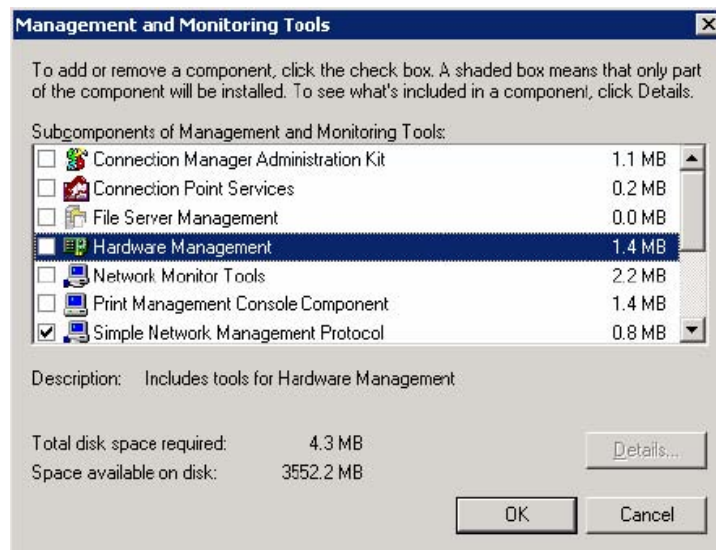 Management and Monitoring Tools
To add or remove a component, click the check box. A shaded box means that only part
of the component will be installed. To see what's included in a component, click Details.
Subcomponents of Management and Monitoring Tools:
Connection Manager Administration Kit 1.1 MB
Connection Point Services 0.2 MB
File Server Management 0.0 MB
Hardware Management 1.4 MB
Network Monitor Tools 2.2 MB
Print Management Console Component 1.4 MB
Simple Network Management Protocol 0.8 MB
Description: Includes tools for Hardware Management
Total disk space required: 4.3 MB
Space available on disk: 3552.2 MB
Details...
OK Cancel